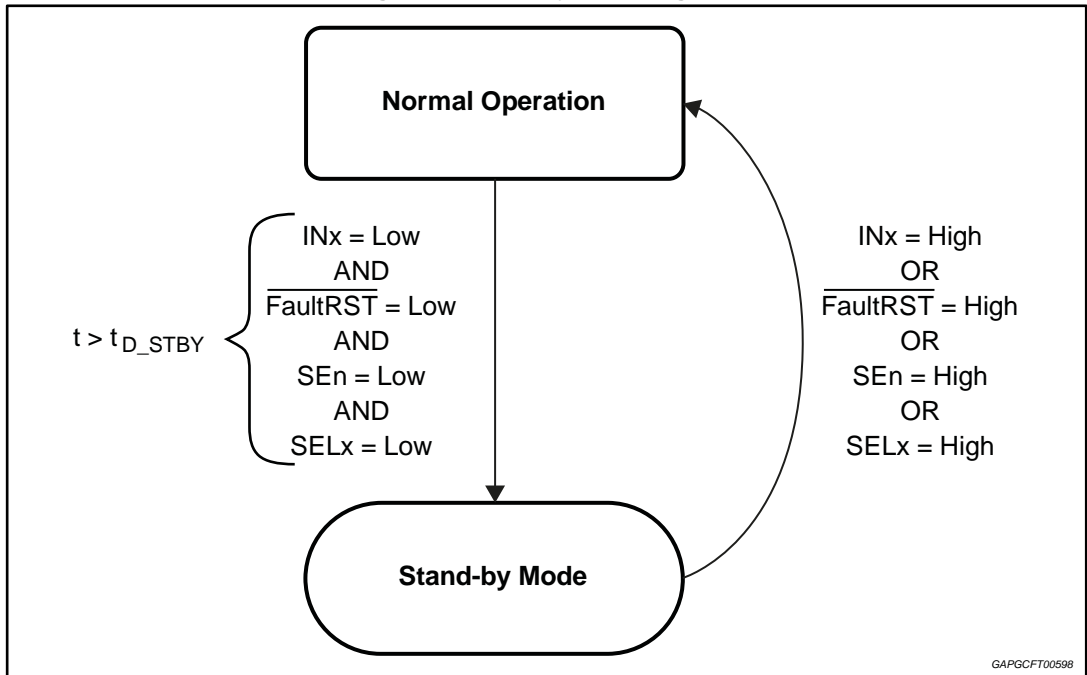 Normal Operation
INx = Low
AND
FaultRST = Low
AND
SEn = Low
AND
SELx = Low
t > t D_STBY
INx = High
OR
FaultRST = High
OR
SEn = High
OR
SELx = High
Stand-by Mode
GAPGCFT00598